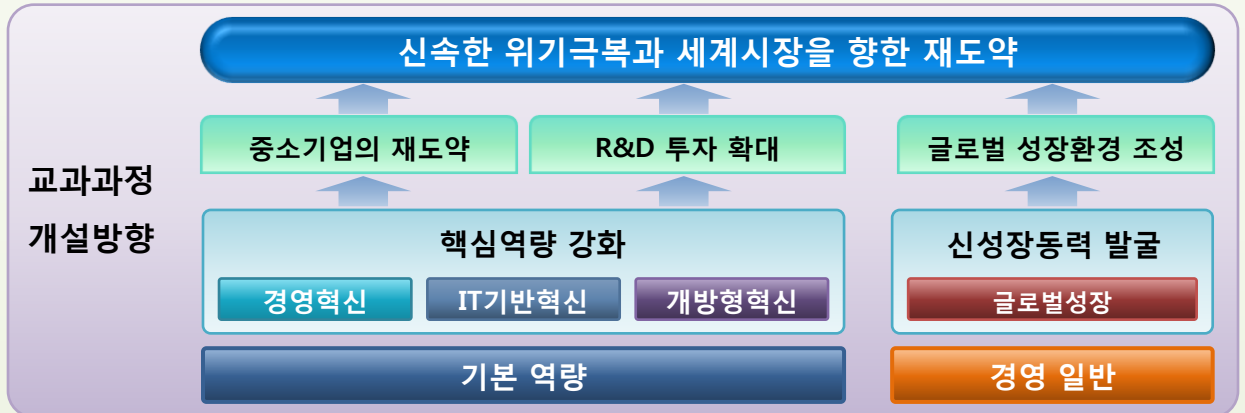 신속한 위기극복과 세계시장을 향한 재도약
중소기업의 재도약
R&D 투자 확대
글로벌 성장환경 조성
교과과정
개설방향
핵심역량 강화
신성장동력 발굴
경영혁신
IT기반혁신
개방형혁신
글로벌성장
기본 역량
경영 일반